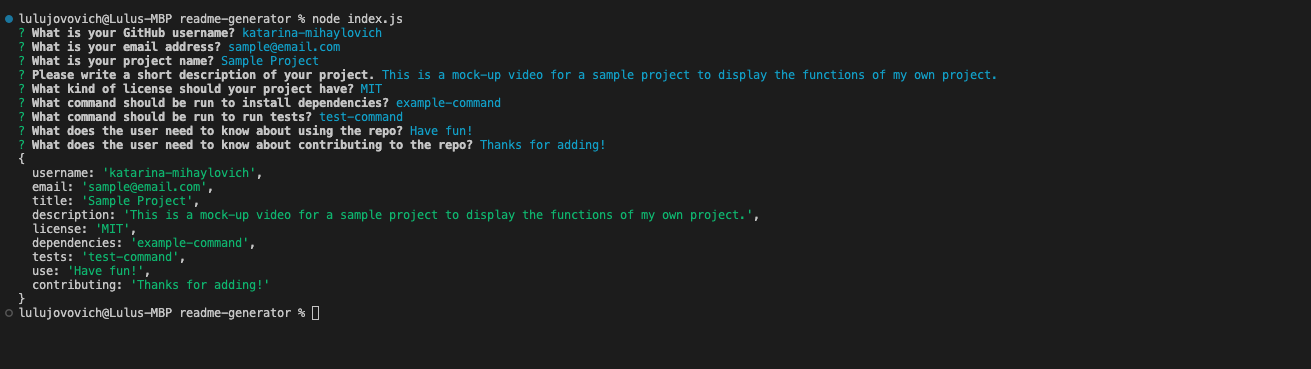 lulujovovich@Lulus-MBP readme-generator % node index.js
? What is your GitHub username? katarina-mihaylovich
? What is your email address? sample@email.com
? What is your project name? Sample Project
? Please write a short description of your project. This is a mock-up video for a sample project to display the functions of my own project.
? What kind of license should your project have? MIT
? What command should be run to install dependencies? example-command
? What command should be run to run tests? test-command
? What does the user need to know about using the repo? Have fun!
? What does the user need to know about contributing to the repo? Thanks for adding!
{
  username: 'katarina-mihaylovich',
  email: 'sample@email.com',
  title: 'Sample Project',
  description: 'This is a mock-up video for a sample project to display the functions of my own project.',
  license: 'MIT',
  dependencies: 'example-command',
  tests: 'test-command',
  use: 'Have fun!',
  contributing: 'Thanks for adding!'
}
lulujovovich@Lulus-MBP readme-generator %